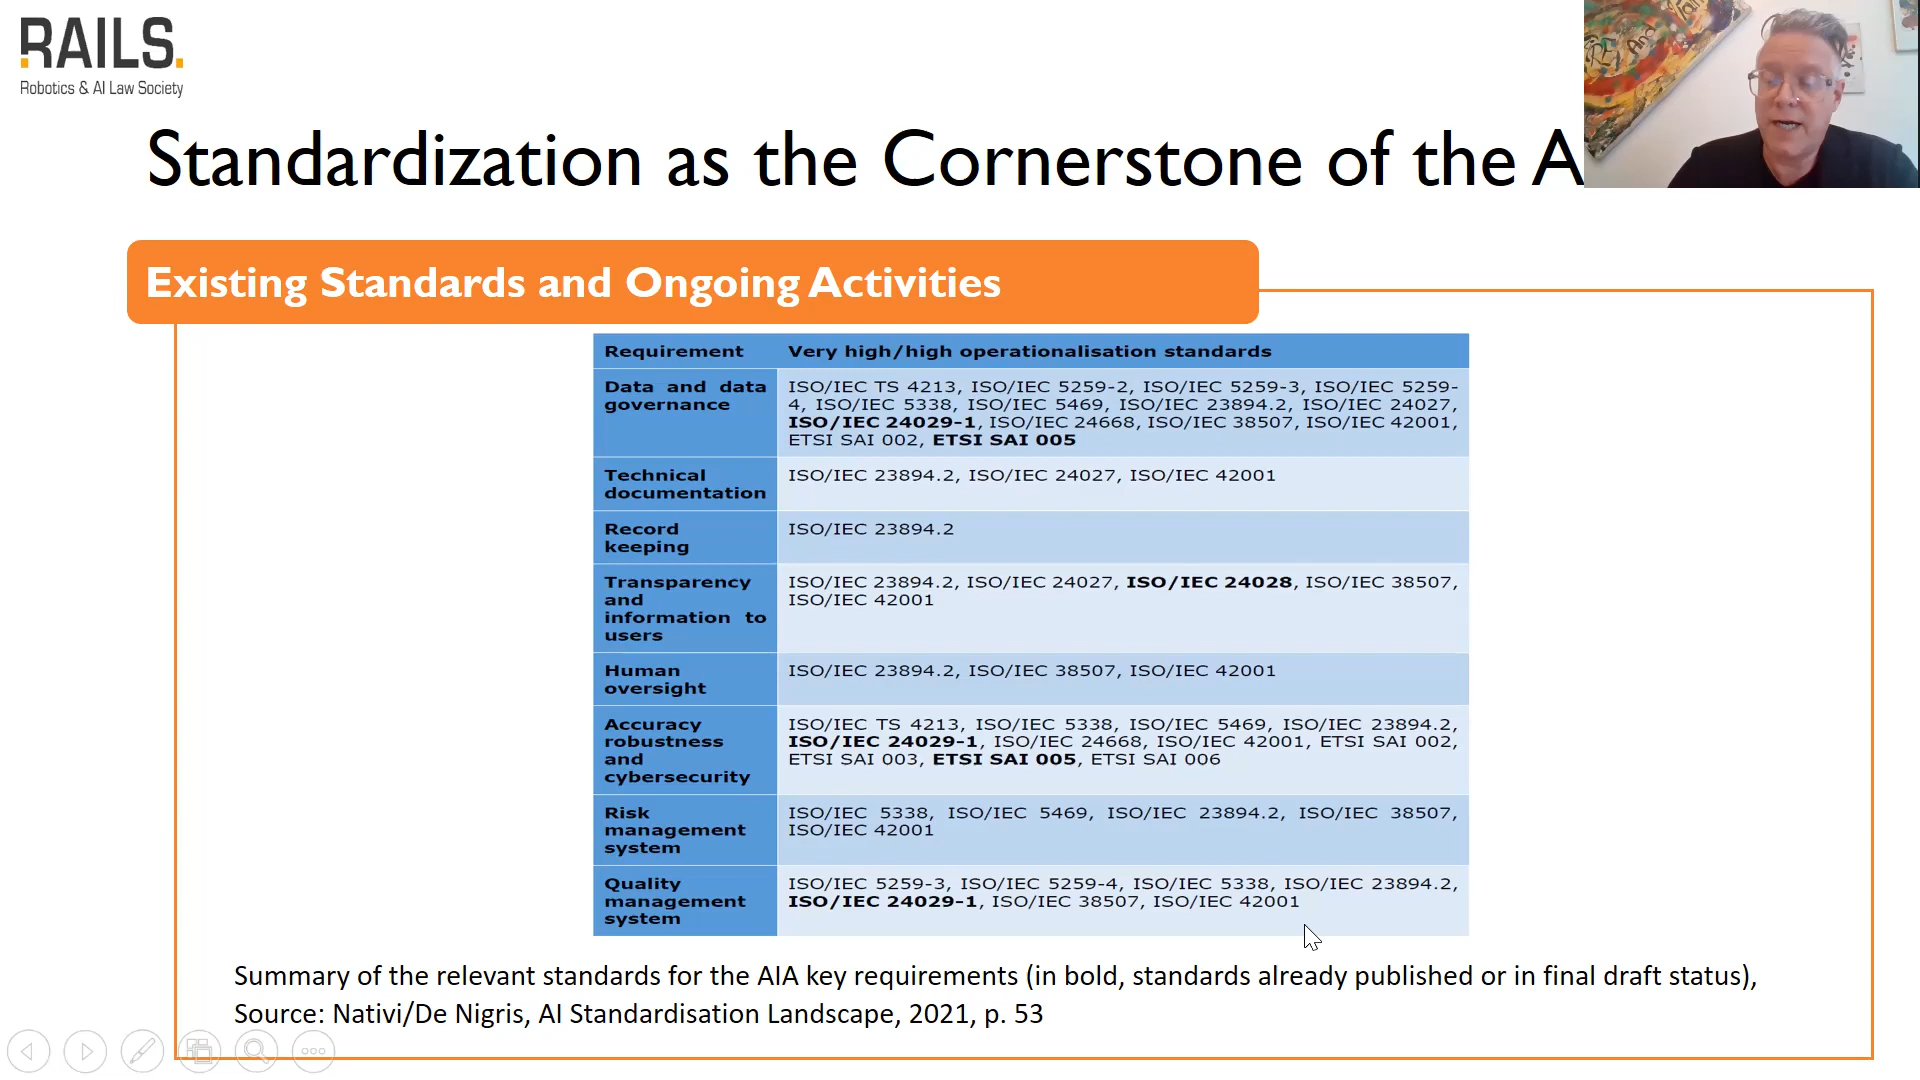 RAILS.
Robotics & AI Law Society
Standardization as the Cornerstone of the A
Existing Standards and Ongoing Activities
Requirement Very high/high operationalisation standards
Data and data governance
ISO/IEC TS 4213, ISO/IEC 5259-2, ISO/IEC 5259-3, ISO/IEC 5259-
4, ISO/IEC 5338, ISO/IEC 5469, ISO/IEC 23894.2, ISO/IEC 24027,
ISO/IEC 24029-1, ISO/IEC 24668, ISO/IEC 38507, ISO/IEC 42001,
ETSI SAI 002, ETSI SAI 005
Technical
documentation
ISO/IEC 23894.2, ISO/IEC 24027, ISO/IEC 42001
Record
keeping
ISO/IEC 23894.2
Transparency
and
information to
users
ISO/IEC 23894.2, ISO/IEC 24027, ISO/IEC 24028, ISO/IEC 38507,
ISO/IEC 42001
Human
oversight
ISO/IEC 23894.2, ISO/IEC 38507, ISO/IEC 42001
Accuracy
robustness
and
cybersecurity
ISO/IEC TS 4213, ISO/IEC 5338, ISO/IEC 5469, ISO/IEC 23894.2,
ISO/IEC 24029-1, ISO/IEC 24668, ISO/IEC 42001, ETSI SAI 002,
ETSI SAI 003, ETSI SAI 005, ETSI SAI 006
Risk
management
system
ISO/IEC 5338, ISO/IEC 5469, ISO/IEC 23894.2, ISO/IEC 38507,
ISO/IEC 42001
Quality
management
system
ISO/IEC 5259-3, ISO/IEC 5259-4, ISO/IEC 5338, ISO/IEC 23894.2,
ISO/IEC 24029-1, ISO/IEC 38507, ISO/IEC 42001
Summary of the relevant standards for the AIA key requirements (in bold, standards already published or in final draft status),
Source: Nativi/De Nigris, AI Standardisation Landscape, 2021, p. 53